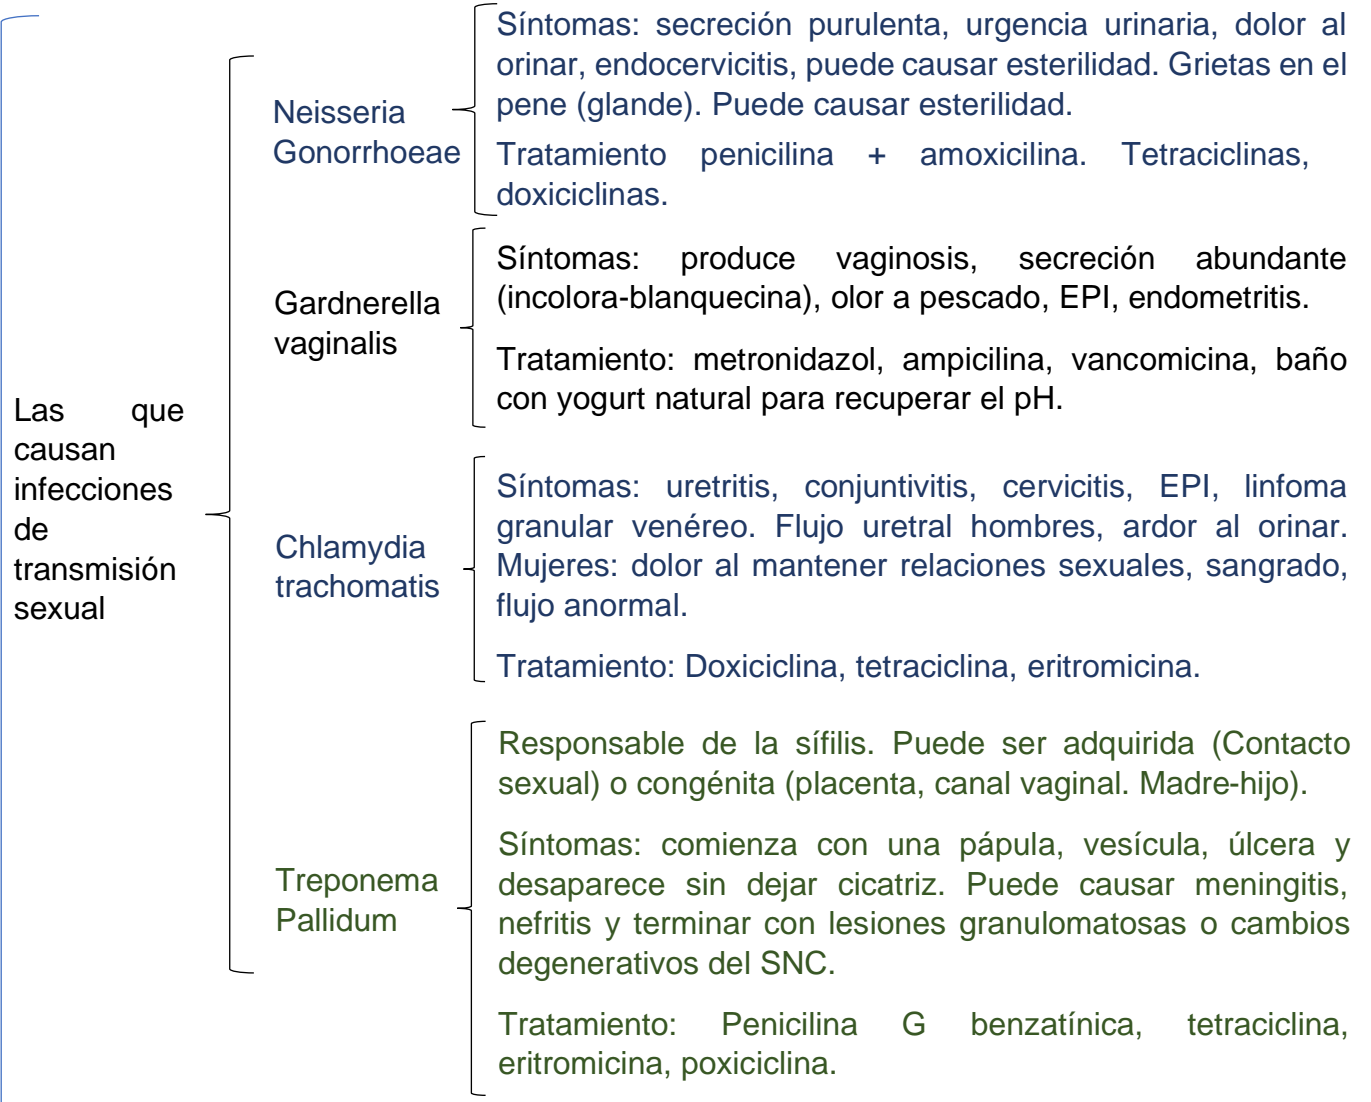 Las que
causan
infecciones
de
transmisión
sexual
Neisseria
Gonorrhoeae
Síntomas: secreción purulenta, urgencia urinaria, dolor al
orinar, endocervicitis, puede causar esterilidad. Grietas en el
pene (glande). Puede causar esterilidad.
Tratamiento penicilina + amoxicilina. Tetraciclinas,
doxiciclinas.
Gardnerella
vaginalis
Síntomas: produce vaginosis, secreción abundante
(incolora-blanquecina), olor a pescado, EPI, endometritis.
Tratamiento: metronidazol, ampicilina, vancomicina, baño
con yogurt natural para recuperar el pH.
Chlamydia
trachomatis
Síntomas: uretritis, conjuntivitis, cervicitis, EPI, linfoma
granular venéreo. Flujo uretral hombres, ardor al orinar.
Mujeres: dolor al mantener relaciones sexuales, sangrado,
flujo anormal.
Tratamiento: Doxiciclina, tetraciclina, eritromicina.
Treponema
Pallidum
Responsable de la sífilis. Puede ser adquirida (Contacto
sexual) o congénita (placenta, canal vaginal. Madre-hijo).
Síntomas: comienza con una pápula, vesícula, úlcera y
desaparece sin dejar cicatriz. Puede causar meningitis,
nefritis y terminar con lesiones granulomatosas o cambios
degenerativos del SNC.
Tratamiento: Penicilina G benzatínica, tetraciclina,
eritromicina, poxiciclina.